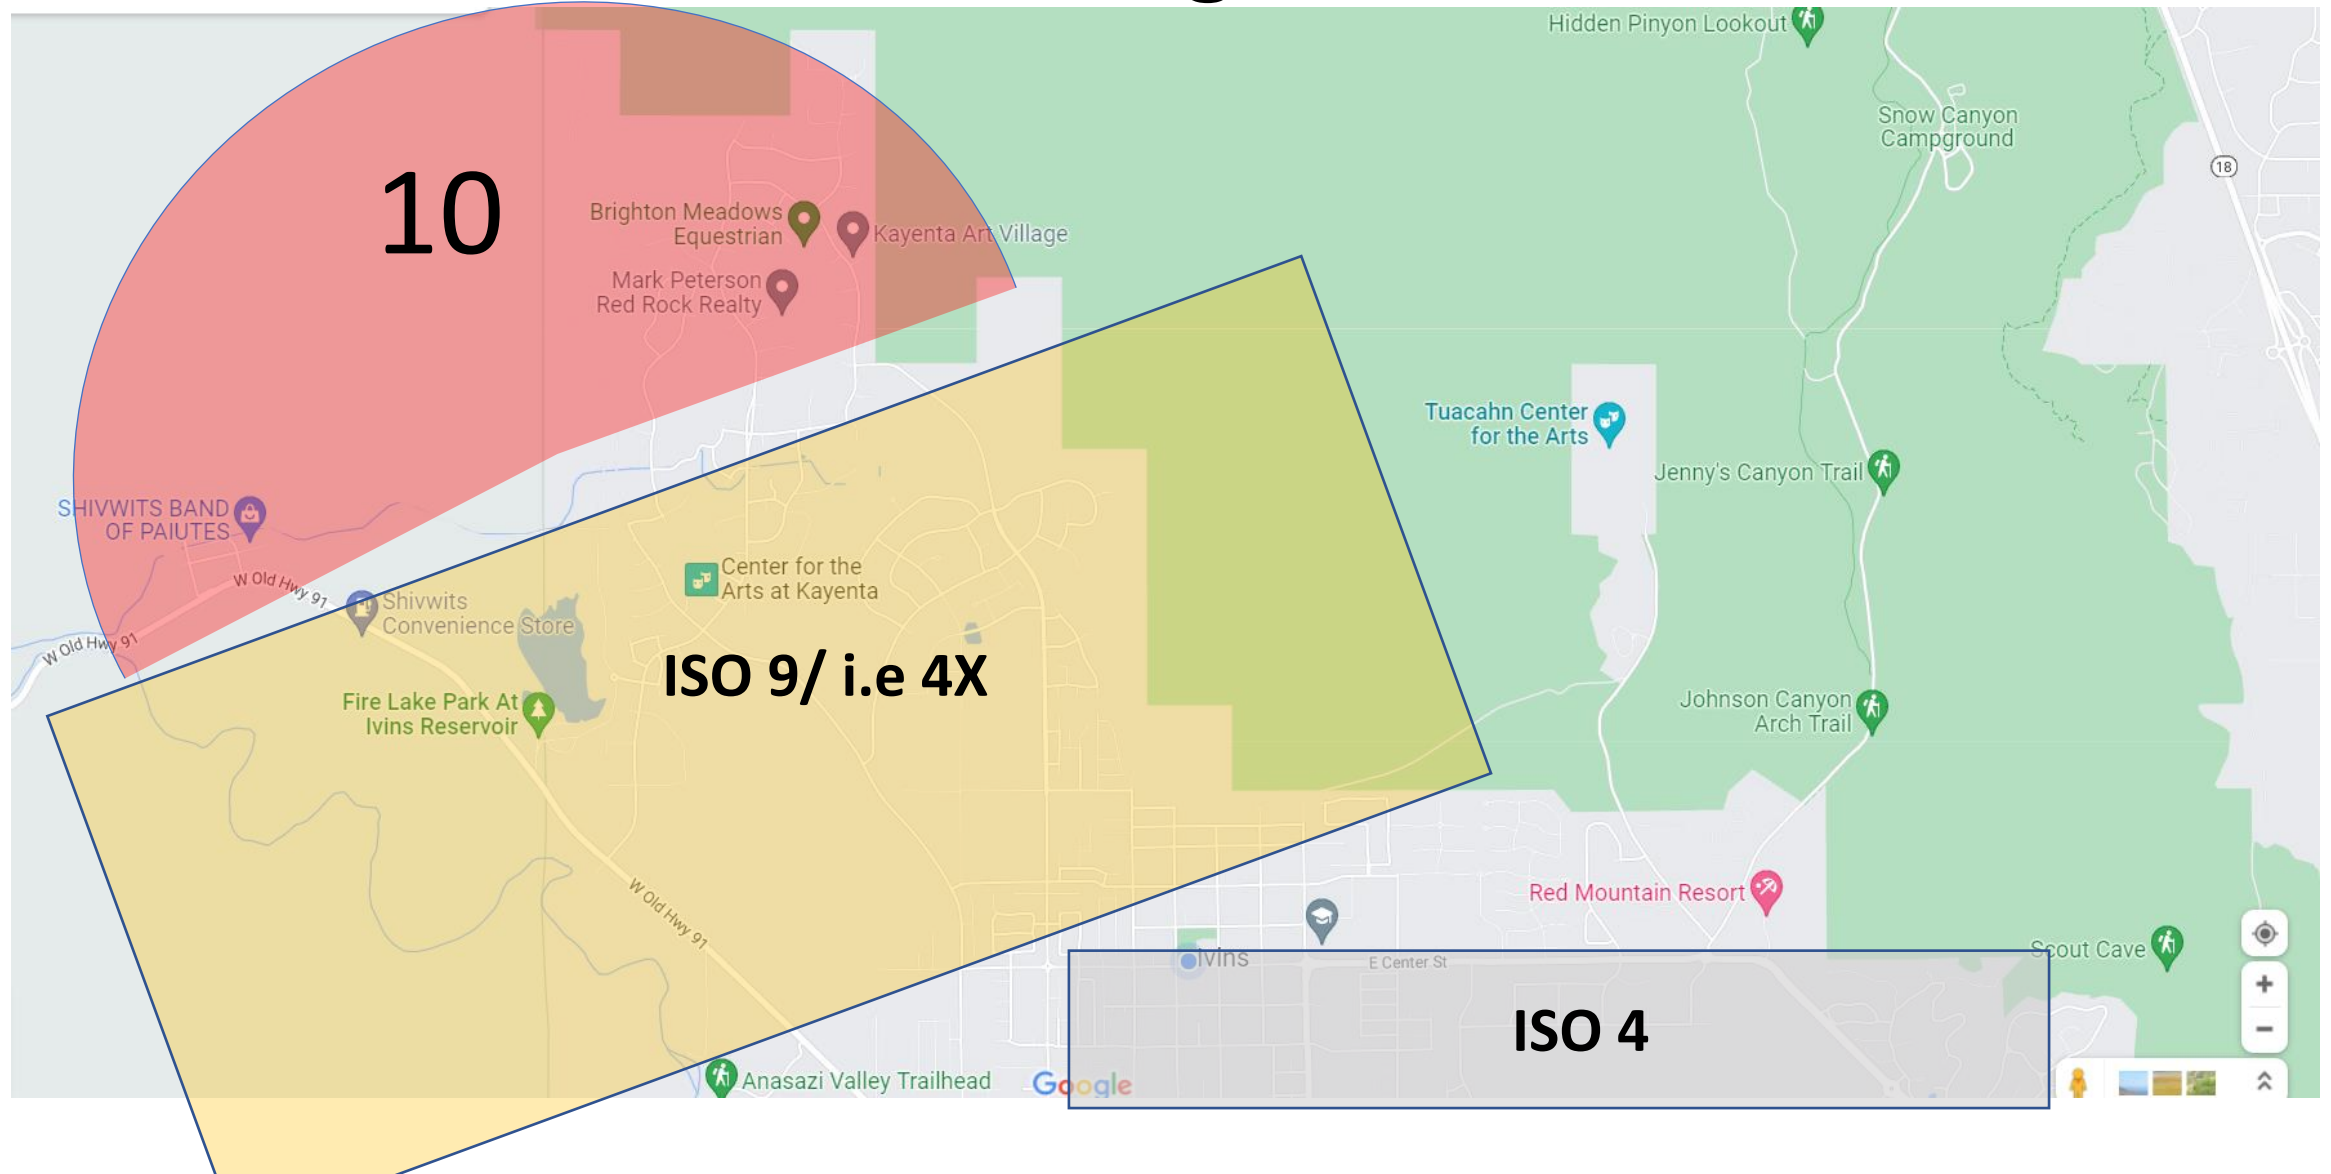 Hidden Pinyon Lookout
Snow Canyon
Campground
18
10
Brighton Meadows
Equestrian
Kayenta Art Village
Mark Peterson
Red Rock Realty
Tuacahn Center
for the Arts
Jenny's Canyon Trail
SHIVWITS BAND
OF PAIUTES
W Old Hwy 91
W Old Hwy 91
Shivwits
Convenience Store
Center for the
Arts at Kayenta
ISO 9/ i.e 4X
Fire Lake Park At
Ivins Reservoir
Johnson Canyon
Arch Trail
W Old Hwy 91
Red Mountain Resort
Scout Cave
Ivins
E Center St
ISO 4
Anasazi Valley Trailhead
Google